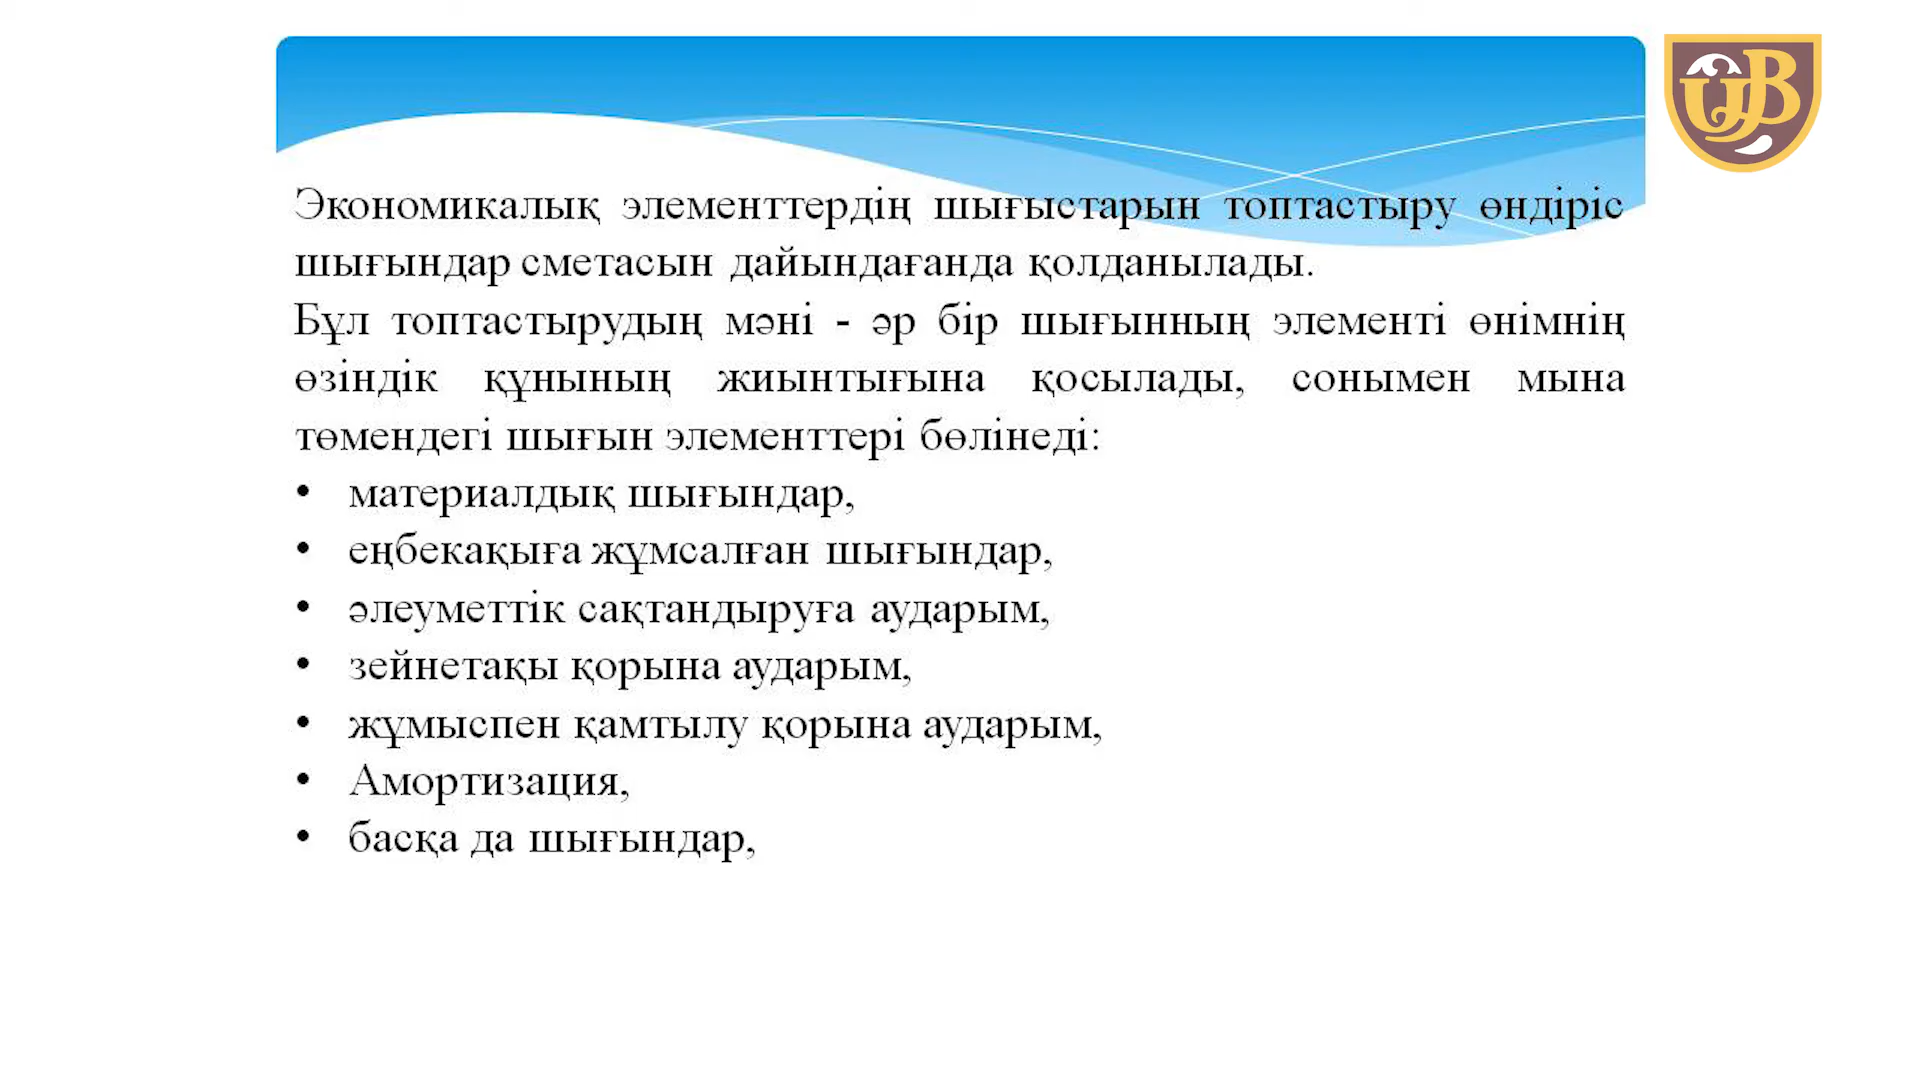 Экономикалық элементтердің шығыстарын топтастыру өндіріс
шығындар сметасын дайындағанда қолданылады.
Бұл топтастырудың мәні - әр бір шығынның элементі өнімнің
өзіндік құнының жиынтығына қосылады, сонымен мына
төмендегі шығын элементтері бөлінеді:
• материалдық шығындар,
• еңбекақыға жұмсалған шығындар,
• әлеуметтік сақтандыруға аударым,
• зейнетақы қорына аударым,
• жұмыспен қамтылу қорына аударым,
• Амортизация,
• басқа да шығындар,